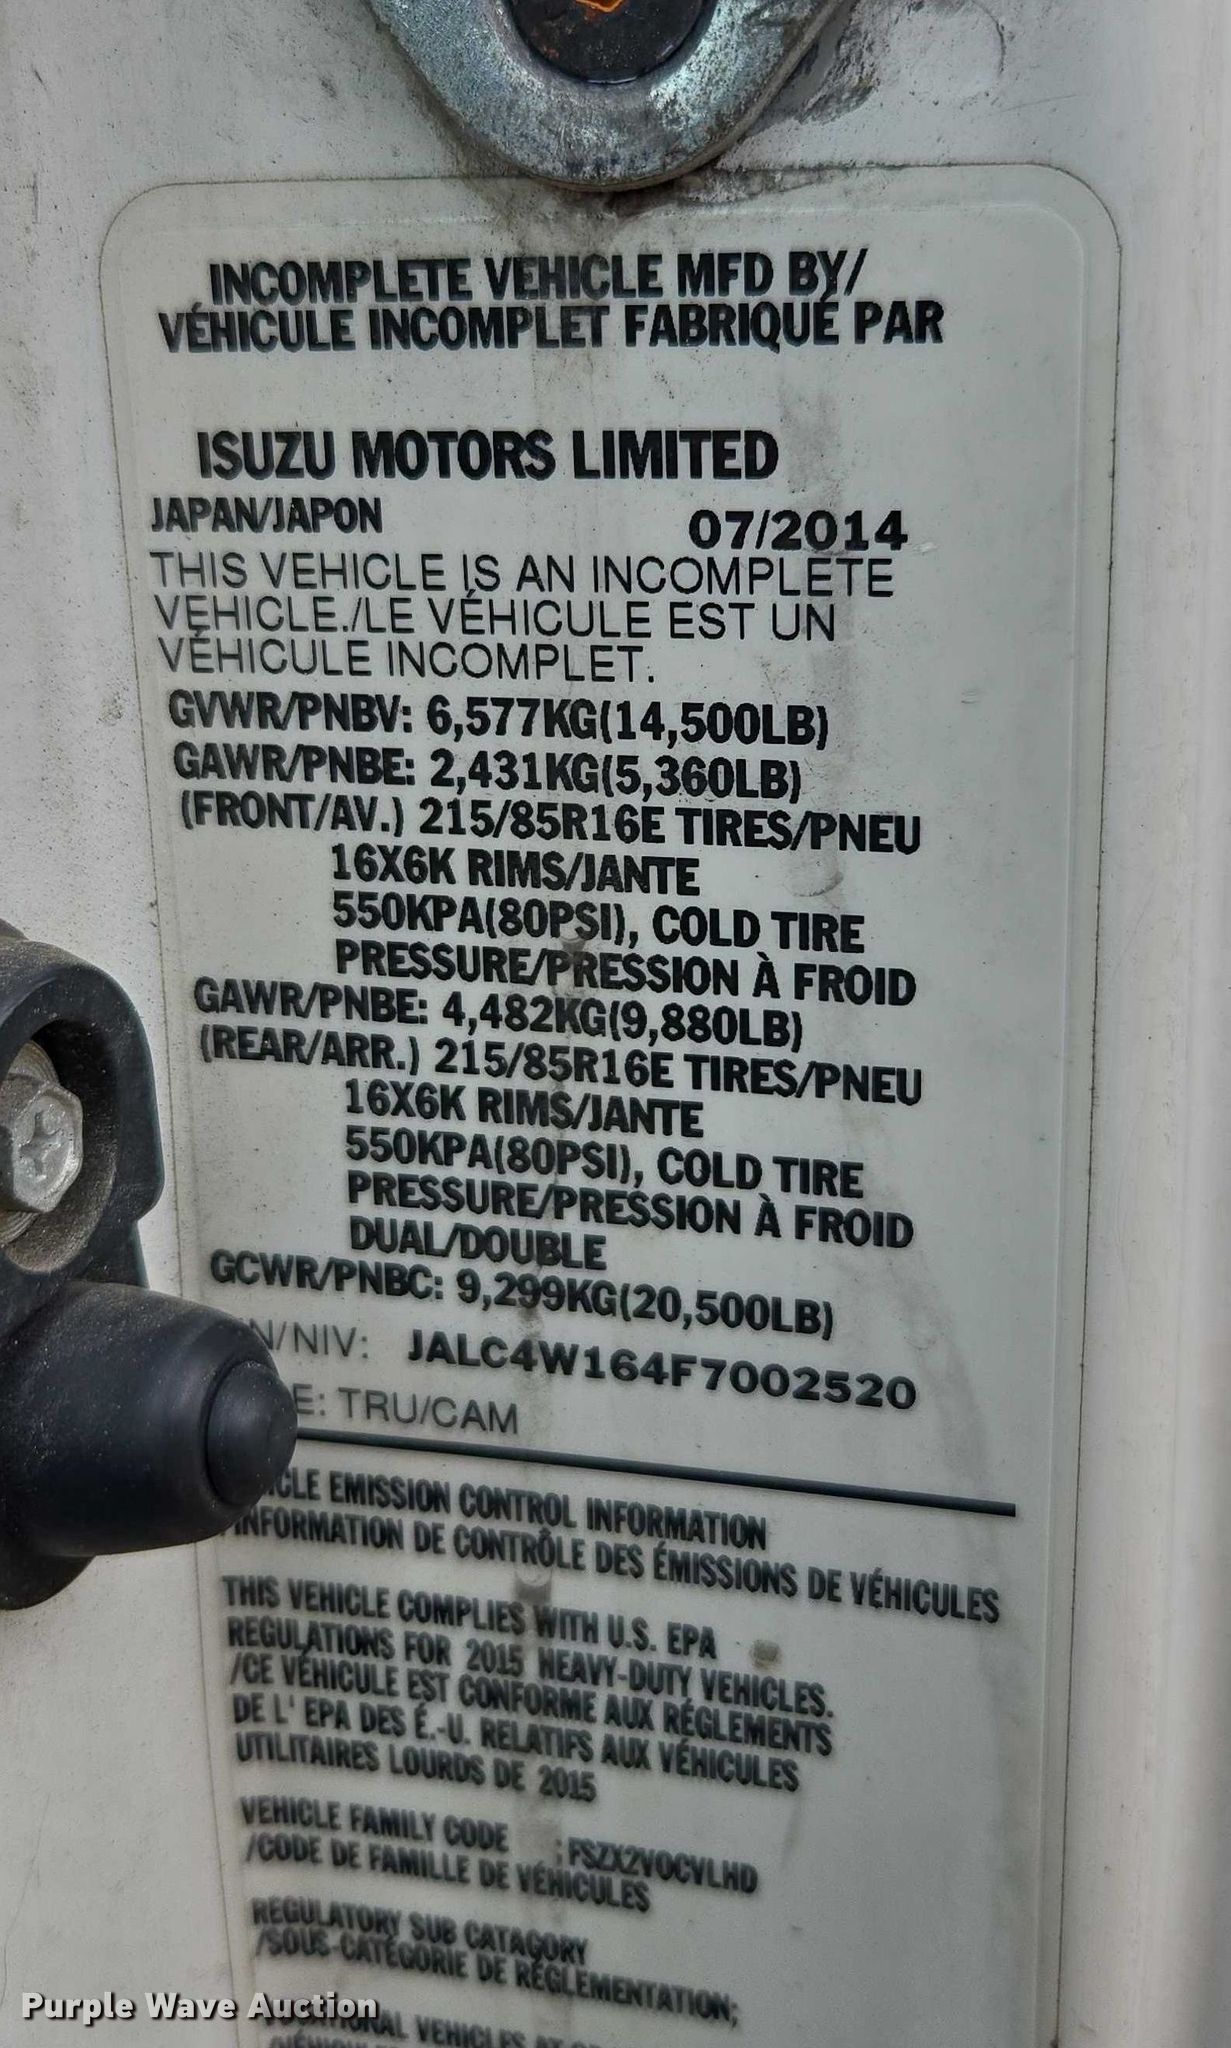 INCOMPLETE VEHICLE MFD BY/
VÉHICULE INCOMPLET FABRIQUÉ PAR
ISUZU MOTORS LIMITED
JAPAN/JAPON 07/2014
THIS VEHICLE IS AN INCOMPLETE
VEHICLE./LE VÉHICULE EST UN
VÉHICULE INCOMPLET.
GVWR/PNBV: 6,577KG(14,500LB)
GAWR/PNBE: 2,431KG(5,360LB)
(FRONT/AV.) 215/85R16E TIRES/PNEU
16X6K RIMS/JANTE
550KPA(80PSI), COLD TIRE
PRESSURE/PRESSION À FROID
GAWR/PNBE: 4,482KG(9,880LB)
(REAR/ARR.) 215/85R16E TIRES/PNEU
16X6K RIMS/JANTE
550KPA(80PSI), COLD TIRE
PRESSURE/PRESSION À FROID
DUAL/DOUBLE
GCWR/PNBC: 9,299KG(20,500LB)
N/NIV: JALC4W164F7002520
E: TRU/CAM
CLE EMISSION CONTROL INFORMATION
INFORMATION DE CONTRÔLE DES ÉMISSIONS DE VÉHICULES
THIS VEHICLE COMPLIES WITH U.S. EPA
REGULATIONS FOR 2015 HEAVY-DUTY VEHICLES.
/CE VÉHICULE EST CONFORME AUX RÉGLEMENTS
DE L' EPA DES É.-U. RELATIFS AUX VÉHICULES
UTILITAIRES LOURDS DE 2015
VEHICLE FAMILY CODE : FSZX2VOCVLHD
/CODE DE FAMILLE DE VÉHICULES
REGULATORY SUB CATAGORY
/SOUS-CATÉGORIE DE RÉGLEMENTATION;
VEHICLES
Purple Wave Auction